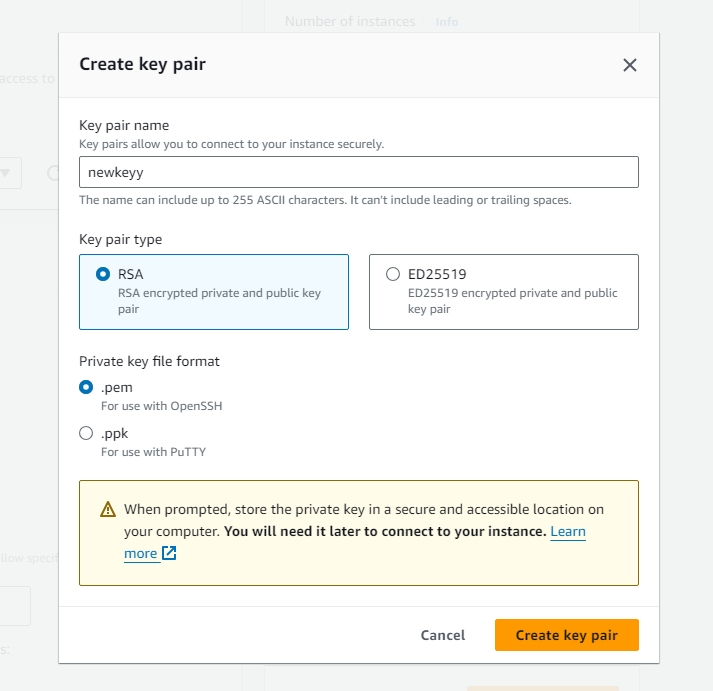 Number of instances Info
access to
Create key pair
Key pair name
Key pairs allow you to connect to your instance securely.
newkeyy
The name can include up to 255 ASCII characters. It can't include leading or trailing spaces.
Key pair type
RSA
RSA encrypted private and public key
pair
ED25519
ED25519 encrypted private and public
key pair
Private key file format
.pem
For use with OpenSSH
.ppk
For use with PuTTY
When prompted, store the private key in a secure and accessible location on
your computer. You will need it later to connect to your instance. Learn
more
llow specif
s:
Cancel
Create key pair